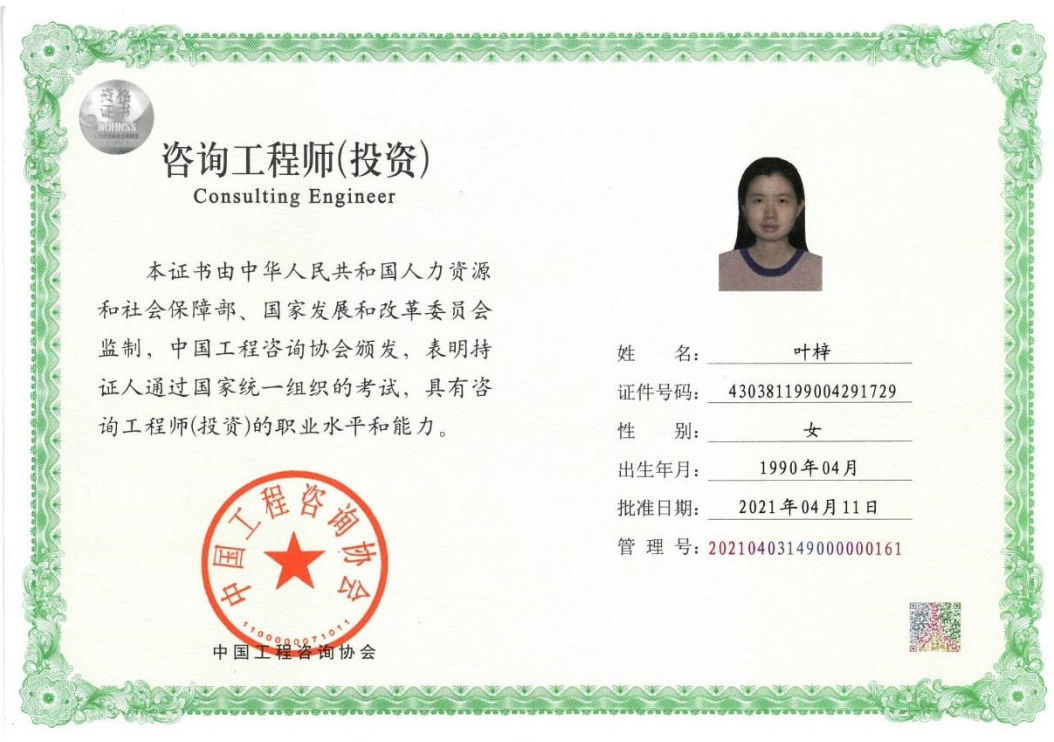 资格
证书
MOHRSS
咨询工程师(投资)
Consulting Engineer
本证书由中华人民共和国人力资源
和社会保障部、国家发展和改革委员会
监制，中国工程咨询协会颁发，表明持
证人通过国家统一组织的考试，具有咨
询工程师(投资)的职业水平和能力。
中国工程咨询协会
1100000071011
中国工程咨询协会
姓 名：叶梓
证件号码：430381199004291729
性 别：女
出生年月：1990年04月
批准日期：2021年04月11日
管 理 号：20210403149000000161